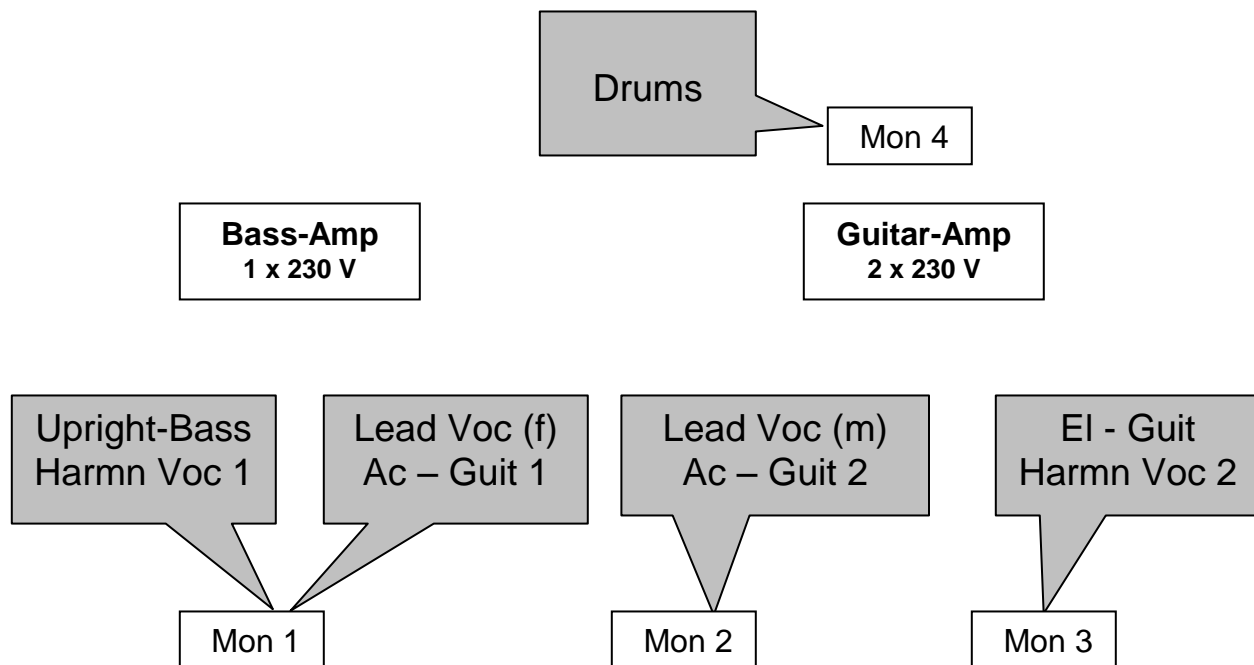 Drums
Mon 4
Bass-Amp
1 x 230 V
Guitar-Amp
2 x 230 V
Upright-Bass
Harmn Voc 1
Lead Voc (f)
Ac – Guit 1
Lead Voc (m)
Ac – Guit 2
El - Guit
Harmn Voc 2
Mon 1
Mon 2
Mon 3